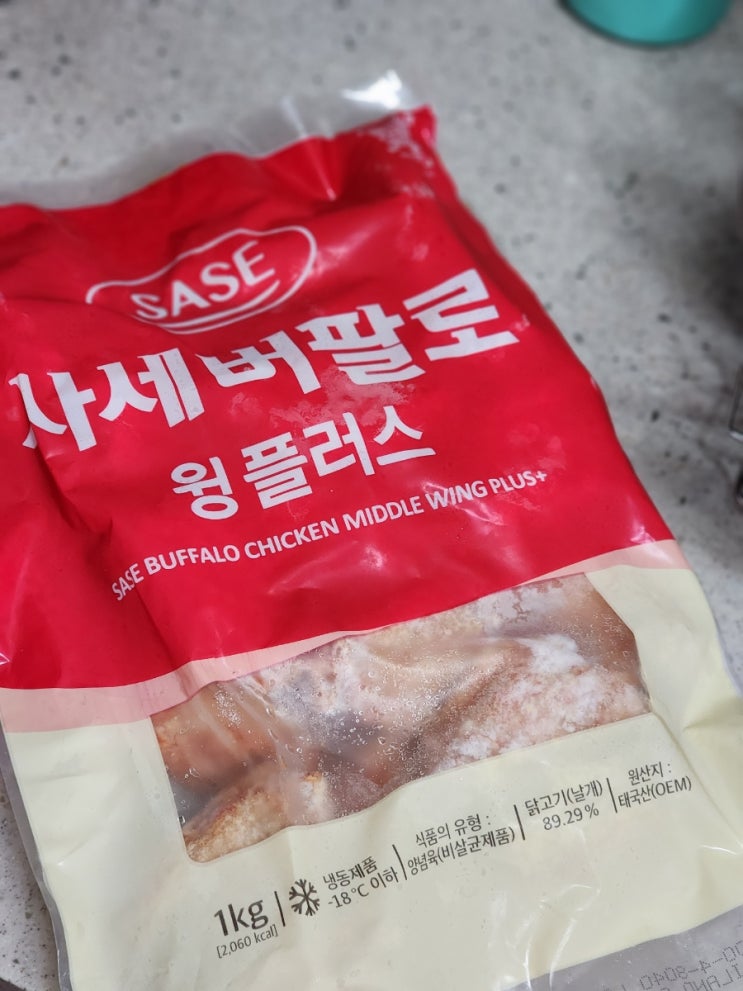 SASE
사세버팔로
윙플러스
SASE BUFFALO CHICKEN MIDDLE WING PLUS+
1kg
[2,060 kcal]
냉동제품
-18℃ 이하
식품의 유형 :
양념육(비살균제품)
닭고기(날개)
89.29%
원산지 :
태국산(OEM)